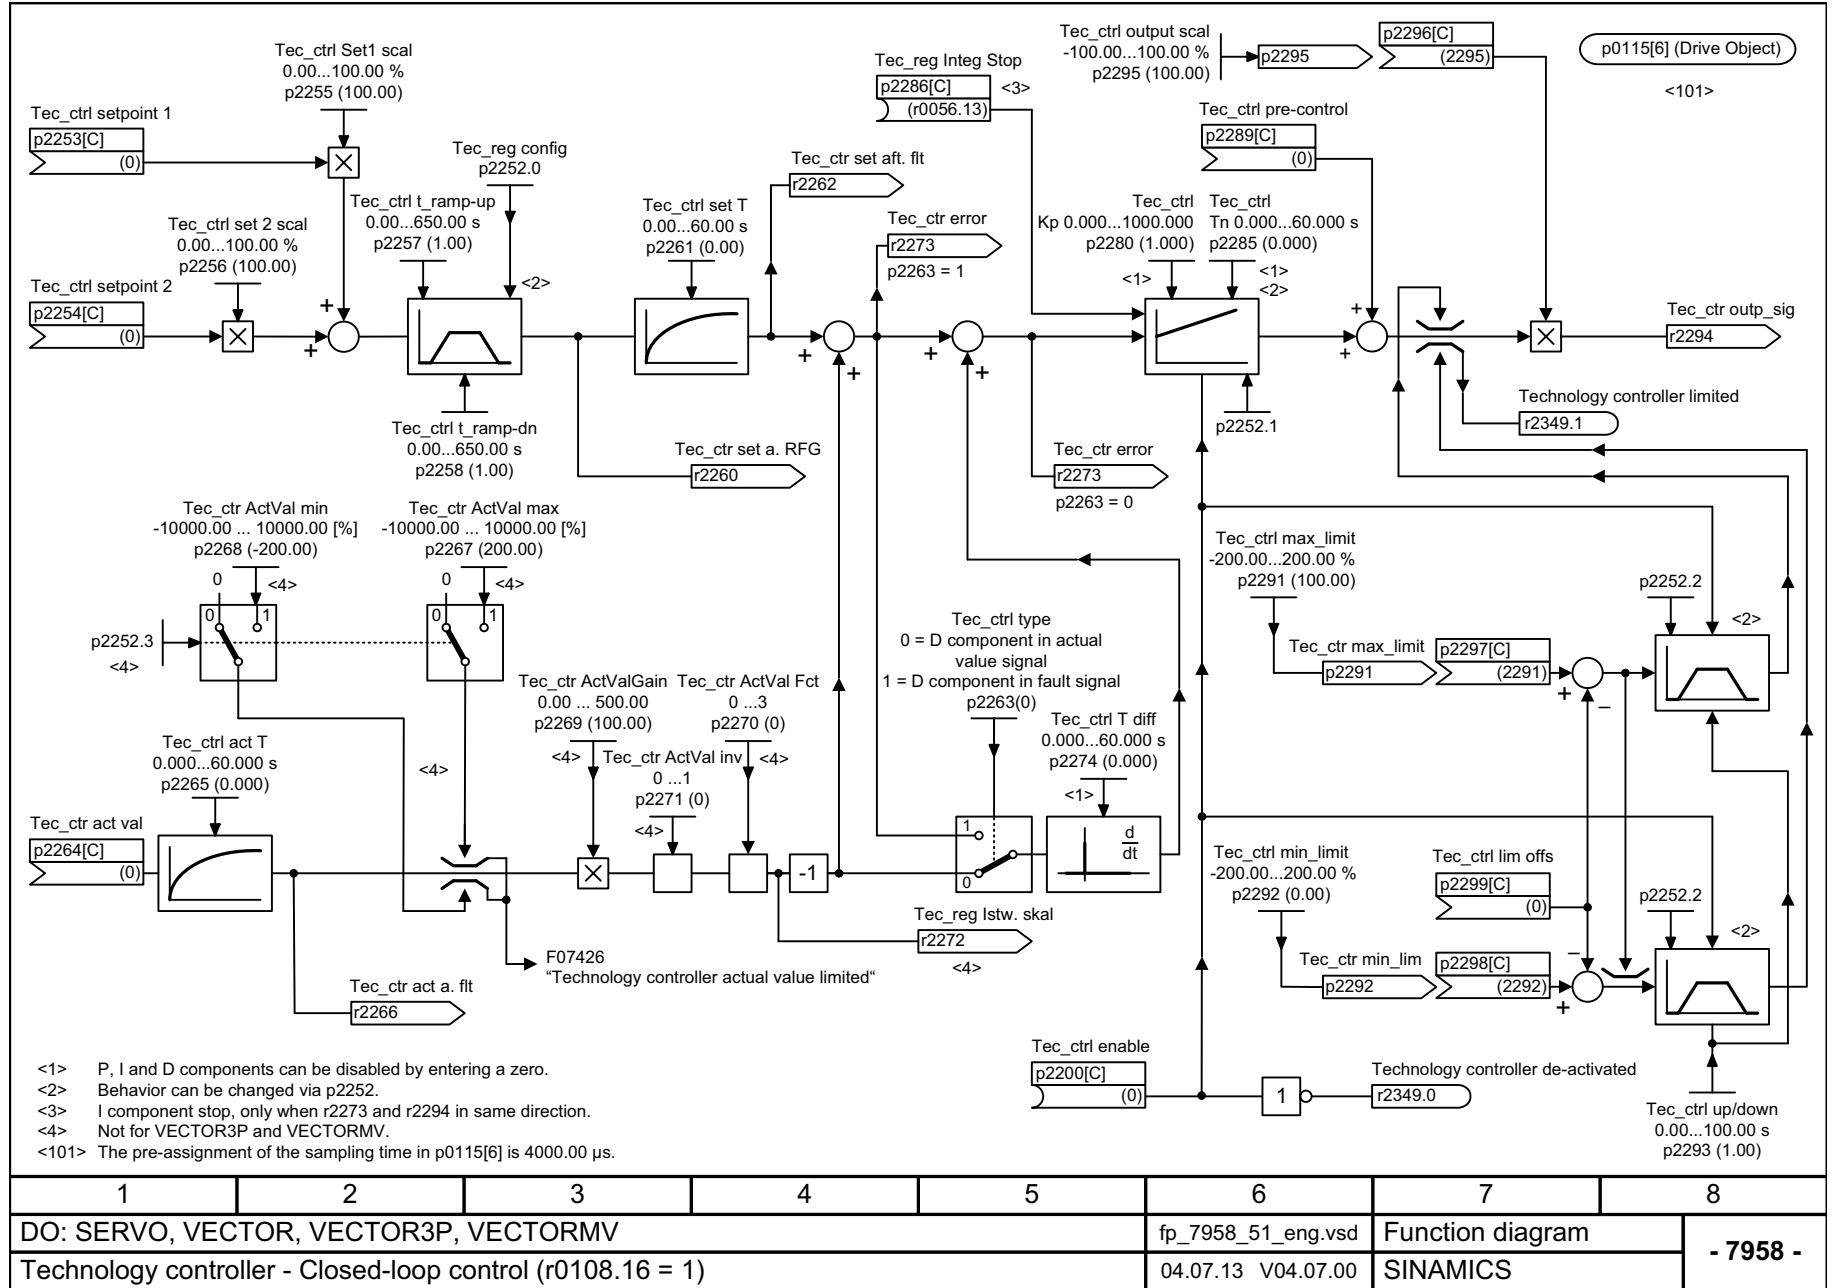 Tec_ctrl Set1 scal
0.00...100.00 %
p2255 (100.00)
Tec_ctrl setpoint 1
p2253[C]
(0)
Tec_reg config
p2252.0
Tec_ctrl set 2 scal
0.00...100.00 %
p2256 (100.00)
Tec_ctrl t_ramp-up
0.00...650.00 s
p2257 (1.00)
<2>
Tec_ctrl setpoint 2
p2254[C]
(0)
+
+
Tec_ctrl t_ramp-dn
0.00...650.00 s
p2258 (1.00)
Tec_ctrl set T
0.00...60.00 s
p2261 (0.00)
Tec_ctr set aft. flt
r2262
Tec_ctr set a. RFG
r2260
Tec_reg Integ Stop
p2286[C]
<3>
(r0056.13)
Tec_ctr error
r2273
p2263 = 1
+
+
+
+
Tec_ctr error
r2273
p2263 = 0
Tec_ctrl output scal
-100.00...100.00 %
p2295 (100.00)
p2295
p2296[C]
(2295)
p0115[6] (Drive Object)
<101>
Tec_ctrl pre-control
p2289[C]
(0)
Tec_ctrl
Kp 0.000...1000.000
p2280 (1.000)
<1>
Tec_ctrl
Tn 0.000...60.000 s
p2285 (0.000)
<1>
<2>
p2252.1
+
+
Tec_ctr outp_sig
r2294
Technology controller limited
r2349.1
Tec_ctr ActVal min
-10000.00 ... 10000.00 [%]
p2268 (-200.00)
0
<4>
0
1
p2252.3
<4>
Tec_ctr ActVal max
-10000.00 ... 10000.00 [%]
p2267 (200.00)
0
<4>
0
1
<4>
Tec_ctrl act T
0.000...60.000 s
p2265 (0.000)
Tec_ctr act val
p2264[C]
(0)
Tec_ctr act a. flt
r2266
F07426
"Technology controller actual value limited"
Tec_ctr ActValGain
0.00 ... 500.00
p2269 (100.00)
<4>
Tec_ctr ActVal inv
0 ...1
p2271 (0)
<4>
Tec_ctr ActVal Fct
0 ...3
p2270 (0)
<4>
-1
Tec_reg Istw. skal
r2272
<4>
Tec_ctrl type
0 = D component in actual
value signal
1 = D component in fault signal
p2263(0)
1
0
Tec_ctrl T diff
0.000...60.000 s
p2274 (0.000)
<1>
d
dt
Tec_ctrl max_limit
-200.00...200.00 %
p2291 (100.00)
Tec_ctr max_limit
p2291
p2297[C]
(2291)
+
–
p2252.2
<2>
Tec_ctrl min_limit
-200.00...200.00 %
p2292 (0.00)
Tec_ctrl lim offs
p2299[C]
(0)
Tec_ctr min_lim
p2292
p2298[C]
(2292)
–
+
p2252.2
<2>
Tec_ctrl enable
p2200[C]
(0)
1
Technology controller de-activated
r2349.0
Tec_ctrl up/down
0.00...100.00 s
p2293 (1.00)
<1> P, I and D components can be disabled by entering a zero.
<2> Behavior can be changed via p2252.
<3> I component stop, only when r2273 and r2294 in same direction.
<4> Not for VECTOR3P and VECTORMV.
<101> The pre-assignment of the sampling time in p0115[6] is 4000.00 µs.
1 2 3 4 5 6 7 8
DO: SERVO, VECTOR, VECTOR3P, VECTORMV
fp_7958_51_eng.vsd
Function diagram
- 7958 -
Technology controller - Closed-loop control (r0108.16 = 1)
04.07.13 V04.07.00
SINAMICS